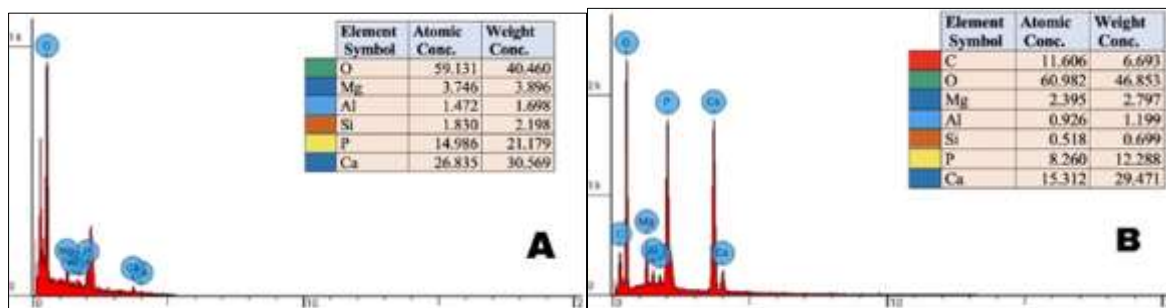 Element Symbol Atomic Conc. Weight Conc.
O 59.131 40.460
Mg 3.746 3.896
Al 1.472 1.698
Si 1.830 2.198
P 14.986 21.179
Ca 26.835 30.569
O
A
Element Symbol Atomic Conc. Weight Conc.
C 11.606 6.693
O 60.982 46.853
Mg 2.395 2.797
Al 0.926 1.199
Si 0.518 0.699
P 8.260 12.288
Ca 15.312 29.471
P
Ca
Mg
Ca
B